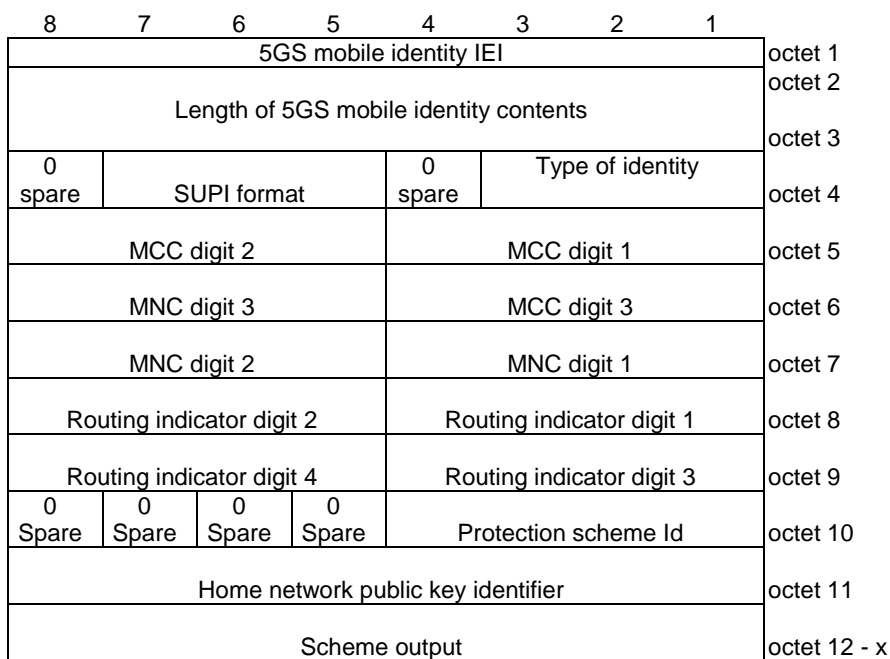 8 7 6 5 4 3 2 1
5GS mobile identity IEI octet 1
octet 2
Length of 5GS mobile identity contents
octet 3
0 0 Type of identity
spare SUPI format spare octet 4
MCC digit 2 MCC digit 1 octet 5
MNC digit 3 MCC digit 3 octet 6
MNC digit 2 MNC digit 1 octet 7
Routing indicator digit 2 Routing indicator digit 1 octet 8
Routing indicator digit 4 Routing indicator digit 3 octet 9
0 0 0 0
Spare Spare Spare Spare Protection scheme Id octet 10
Home network public key identifier octet 11
Scheme output octet 12 - x